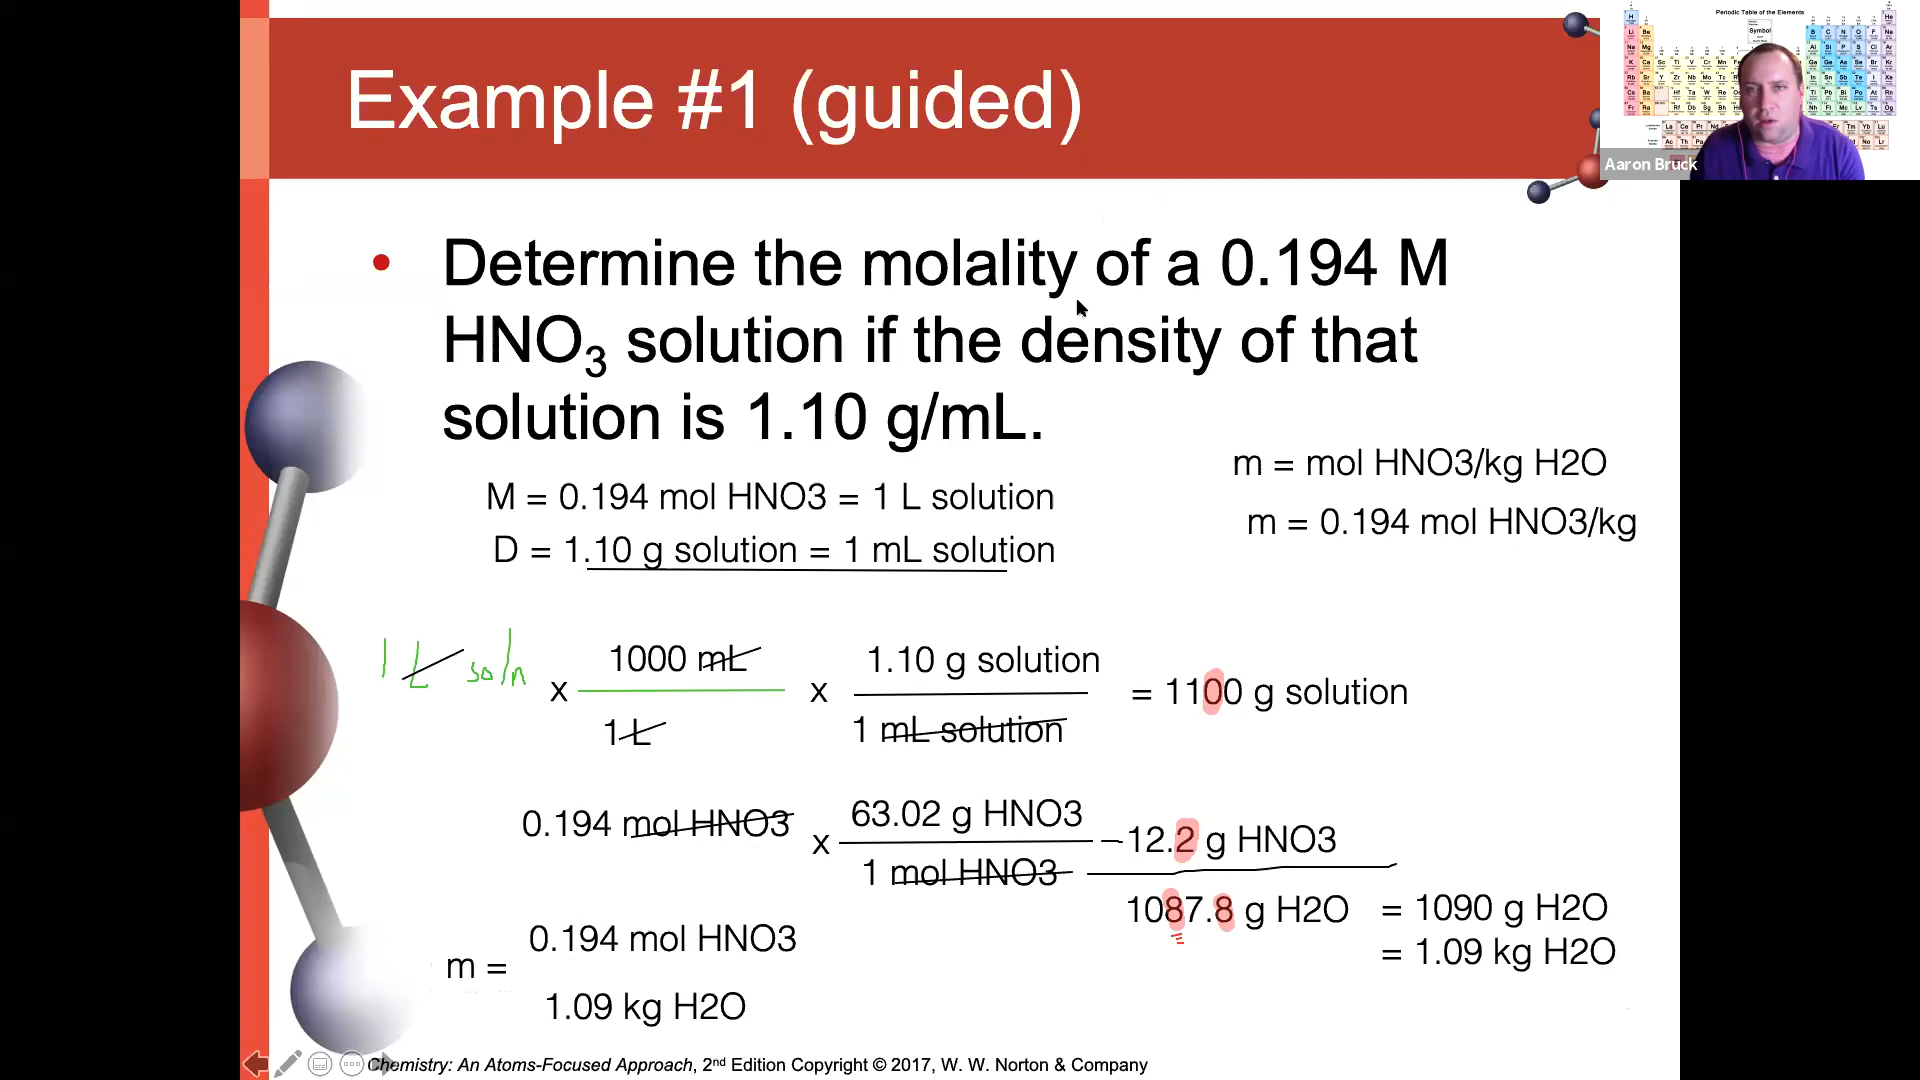 Example #1 (guided)
Periodic Table of the Elements
Symbol
Aaron Bruck
• Determine the molality of a 0.194 M
HNO3 solution if the density of that
solution is 1.10 g/mL.
m = mol HNO3/kg H2O
M = 0.194 mol HNO3 = 1 L solution
m = 0.194 mol HNO3/kg
D = 1.10 g solution = 1 mL solution
1 L soln x 1000 mL x 1.10 g solution = 1100 g solution
1 L 1 mL solution
0.194 mol HNO3 x 63.02 g HNO3 – 12.2 g HNO3
1 mol HNO3
1087.8 g H2O = 1090 g H2O
= 1.09 kg H2O
m = 0.194 mol HNO3
1.09 kg H2O
Chemistry: An Atoms-Focused Approach, 2nd Edition Copyright © 2017, W. W. Norton & Company